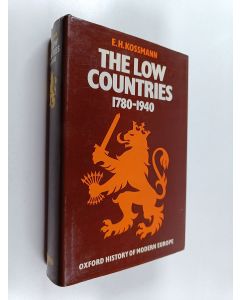 E.H. KOSSMANN
THE LOW
COUNTRIES
1780-1940
OXFORD HISTORY OF MODERN EUROPE